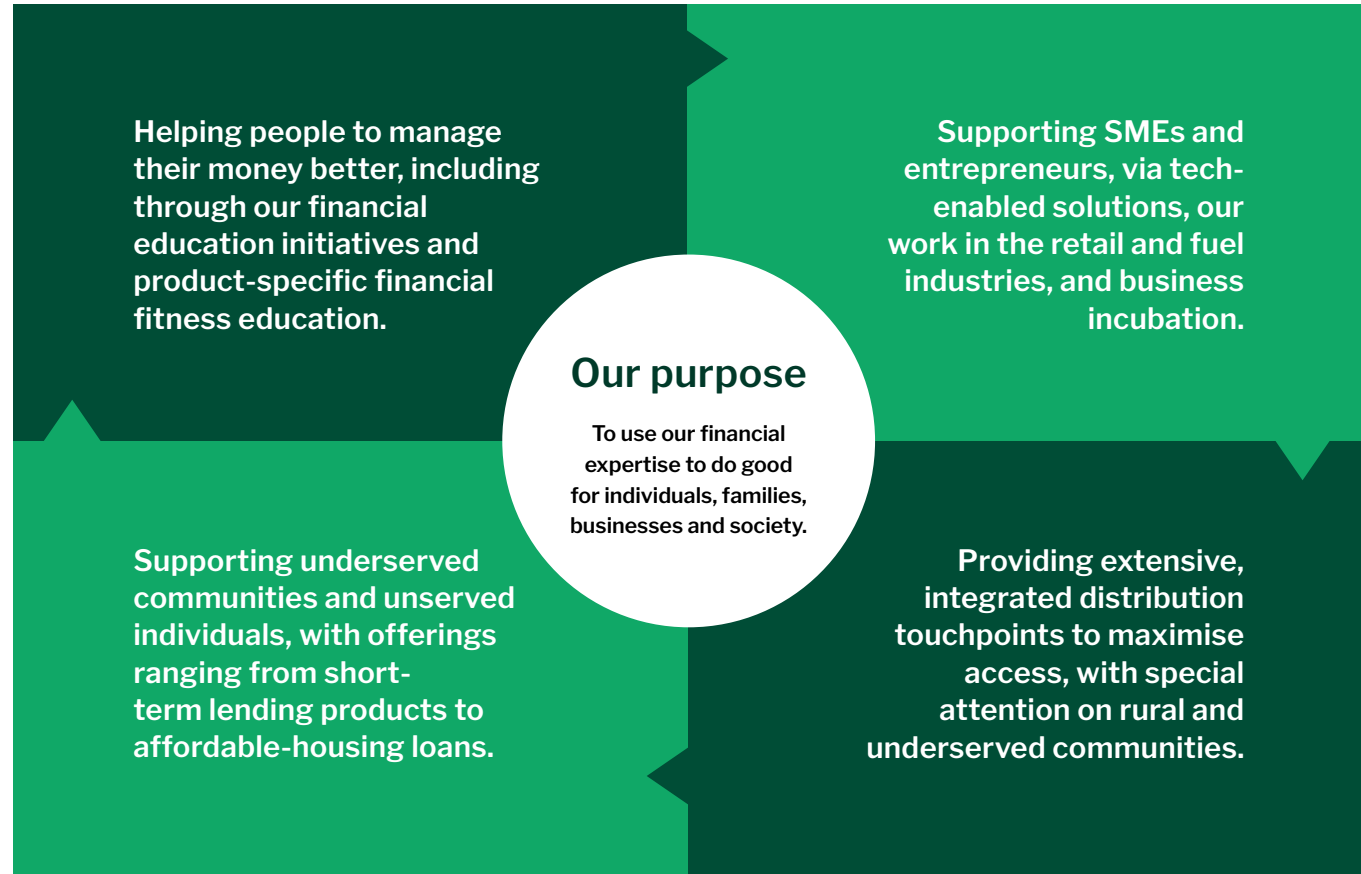 Helping people to manage
their money better, including
through our financial
education initiatives and
product-specific financial
fitness education.
Supporting SMEs and
entrepreneurs, via tech-
enabled solutions, our
work in the retail and fuel
industries, and business
incubation.
Our purpose
To use our financial
expertise to do good
for individuals, families,
businesses and society.
Supporting underserved
communities and unserved
individuals, with offerings
ranging from short-
term lending products to
affordable-housing loans.
Providing extensive,
integrated distribution
touchpoints to maximise
access, with special
attention on rural and
underserved communities.